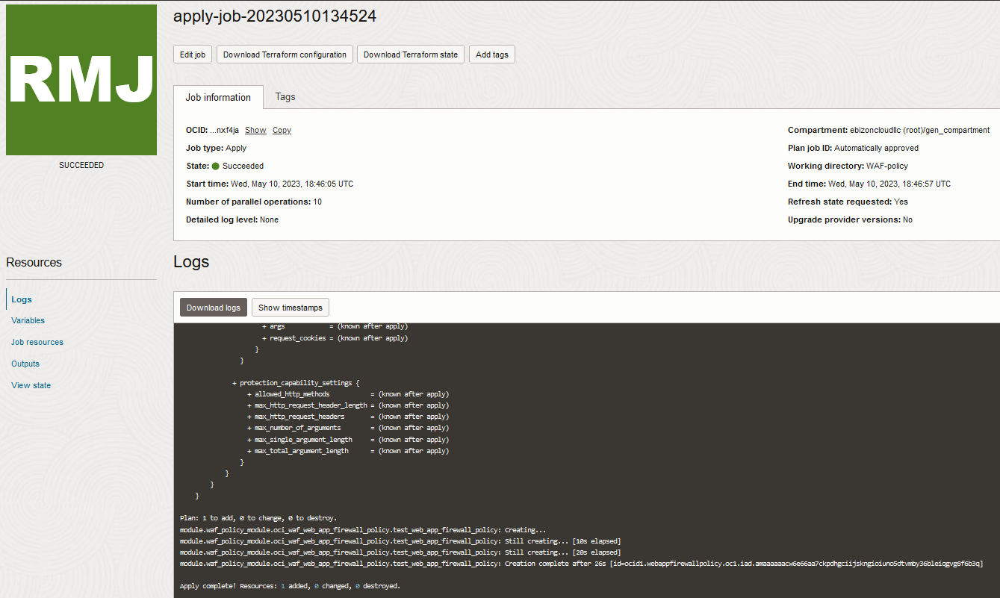 RMJ
SUCCEEDED
apply-job-20230510134524
Edit job Download Terraform configuration Download Terraform state Add tags
Job information Tags
OCID: ...nxf4ja Show Copy
Job type: Apply
State: Succeeded
Start time: Wed, May 10, 2023, 18:46:05 UTC
Number of parallel operations: 10
Detailed log level: None
Compartment: ebizoncloudllc (root)/gen_compartment
Plan job ID: Automatically approved
Working directory: WAF-policy
End time: Wed, May 10, 2023, 18:46:57 UTC
Refresh state requested: Yes
Upgrade provider versions: No
Resources
Logs
Variables
Job resources
Outputs
View state
Logs
Download logs Show timestamps
+ args = (known after apply)
+ request_cookies = (known after apply)
}
}
+ protection_capability_settings {
+ allowed_http_methods = (known after apply)
+ max_http_request_header_length = (known after apply)
+ max_http_request_headers = (known after apply)
+ max_number_of_arguments = (known after apply)
+ max_single_argument_length = (known after apply)
+ max_total_argument_length = (known after apply)
}
}
}
}
Plan: 1 to add, 0 to change, 0 to destroy.
module.waf_policy_module.oci_waf_web_app_firewall_policy.test_web_app_firewall_policy: Creating...
module.waf_policy_module.oci_waf_web_app_firewall_policy.test_web_app_firewall_policy: Still creating... [10s elapsed]
module.waf_policy_module.oci_waf_web_app_firewall_policy.test_web_app_firewall_policy: Still creating... [20s elapsed]
module.waf_policy_module.oci_waf_web_app_firewall_policy.test_web_app_firewall_policy: Creation complete after 26s [id=ocid1.webappfirewallpolicy.oc1.iad.amaaaaaacw6e66aa7ckpdhgciijskngioiuno5dtvmby36bleiqgvg6f6b3q]
Apply complete! Resources: 1 added, 0 changed, 0 destroyed.